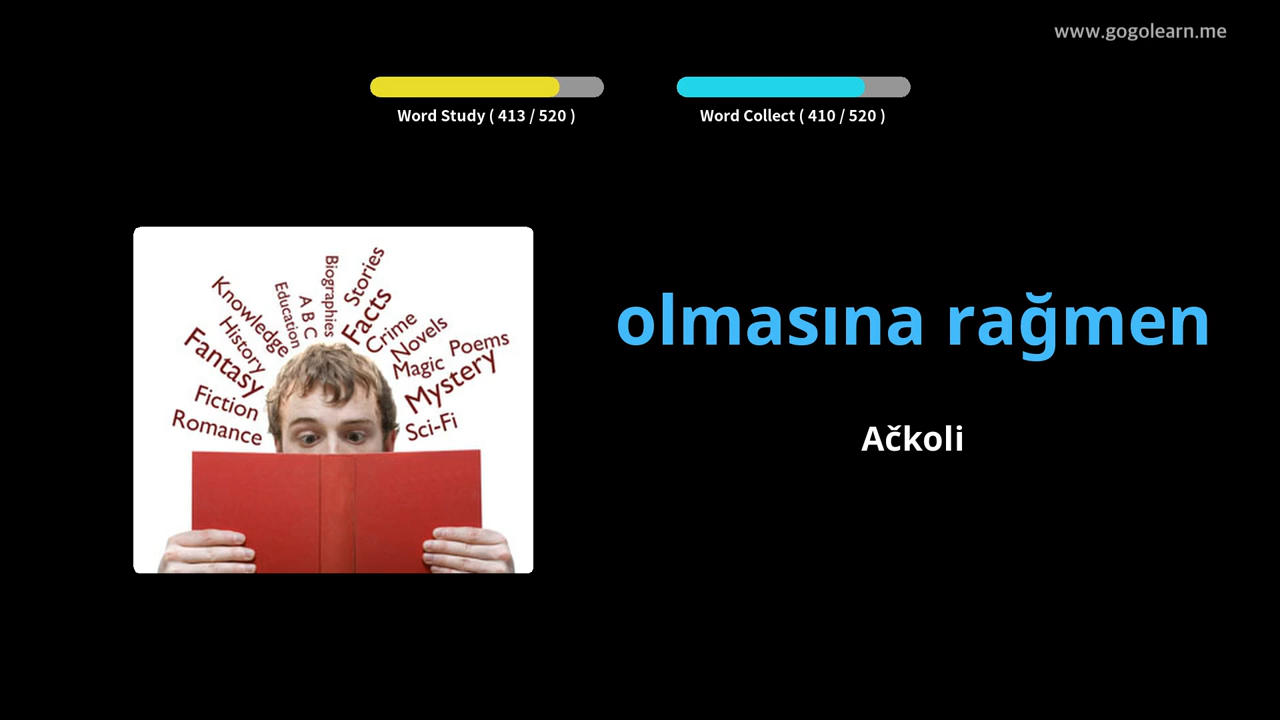 www.gogolearn.me
Word Study ( 413 / 520 )
Word Collect ( 410 / 520 )
Biographies
Stories
Education
A B C
Facts
Knowledge
Crime
History
Novels
Fantasy
Magic
Poems
Mystery
Fiction
Romance
Sci-Fi
olmasına rağmen
Ačkoli